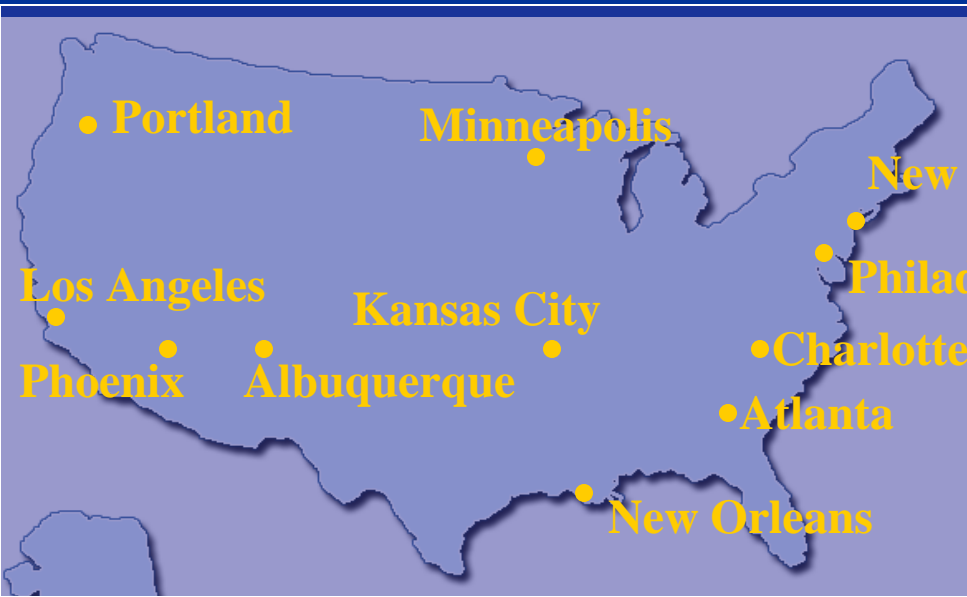 Portland
Minneapolis
New
Los Angeles
Philad
Kansas City
Charlotte
Phoenix
Albuquerque
Atlanta
New Orleans